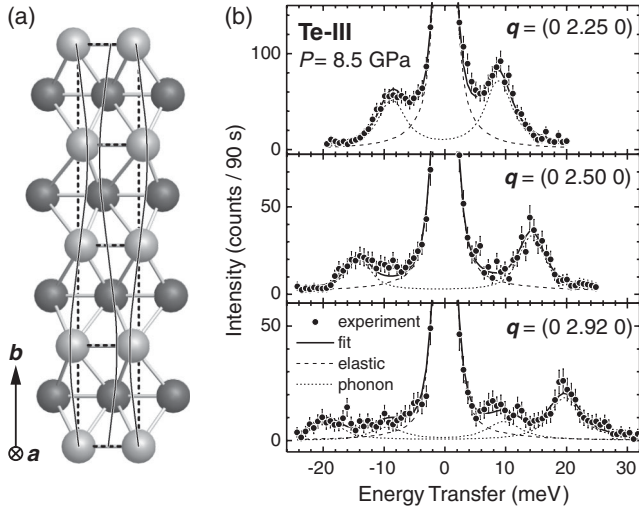 (a)
b
a
(b)
Te-III
P= 8.5 GPa
q = (0 2.25 0)
100
50
q = (0 2.50 0)
50
0
q = (0 2.92 0)
50
0
experiment
fit
elastic
phonon
-20 -10 0 10 20 30
Energy Transfer (meV)
Intensity (counts / 90 s)